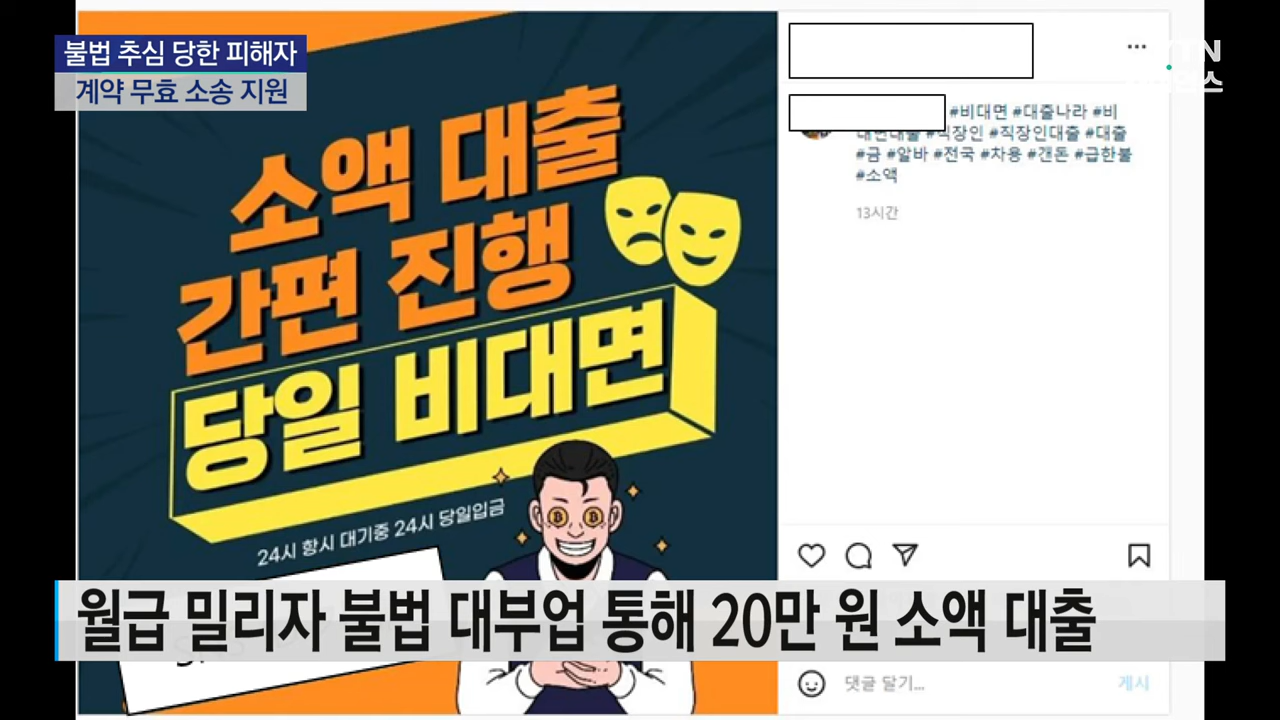 불법 추심 당한 피해자
계약 무효 소송 지원
소액 대출
간편 진행
당일 비대면
24시 항시 대기중 24시 당일입금
#비대면 #대출나라 #비
대면대출 #직장인 #직장인대출 #대출
#금 #알바 #전국 #차용 #갠돈 #급한불
#소액
13시간
댓글 달기...
게시
월급 밀리자 불법 대부업 통해 20만 원 소액 대출